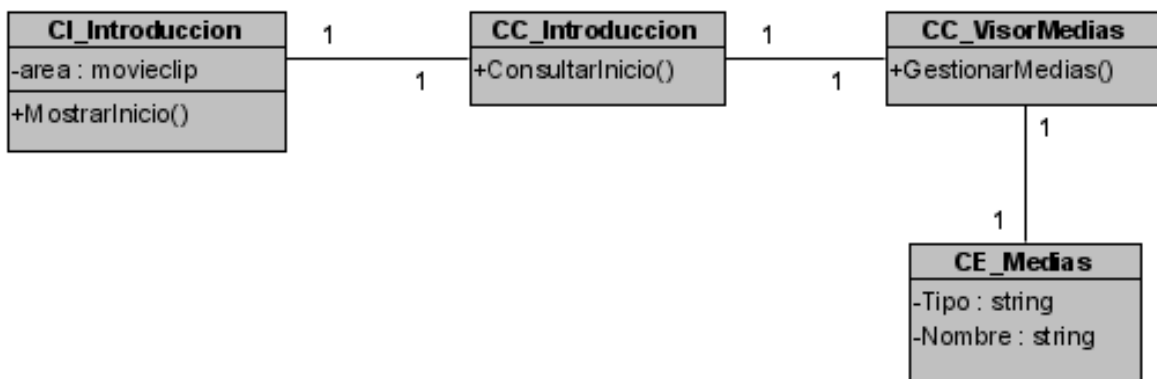 CI_Introduccion
-area : movieclip
+MostrarInicio()
1
1
CC_Introduccion
+ConsultarInicio()
1
1
CC_VisorMedias
+GestionarMedias()
1
1
CE_Medias
-Tipo : string
-Nombre : string